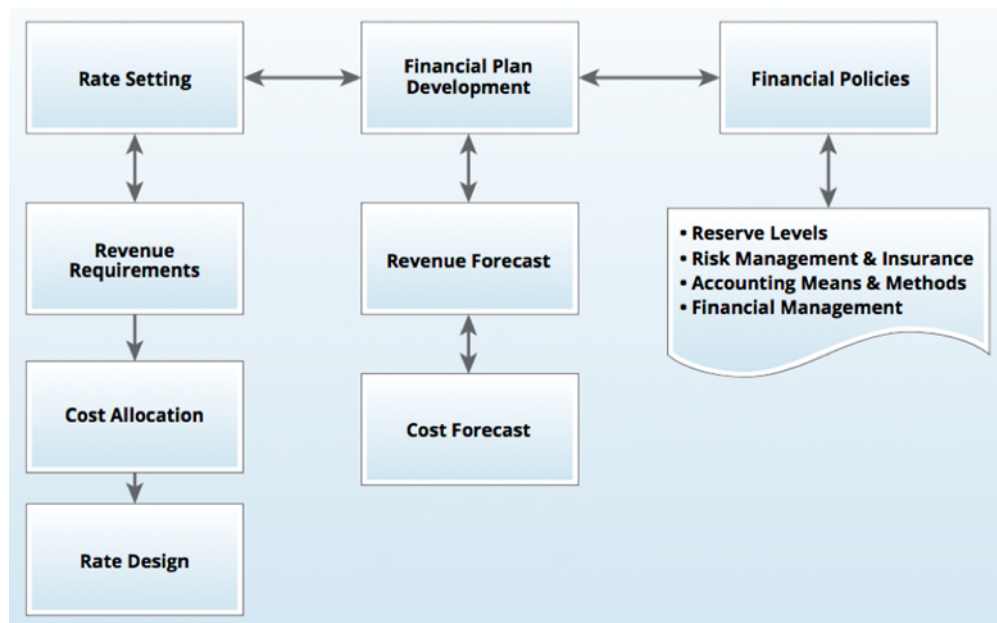 Rate Setting
Financial Plan
Development
Financial Policies
Revenue
Requirements
Revenue Forecast
• Reserve Levels
• Risk Management & Insurance
• Accounting Means & Methods
• Financial Management
Cost Allocation
Cost Forecast
Rate Design